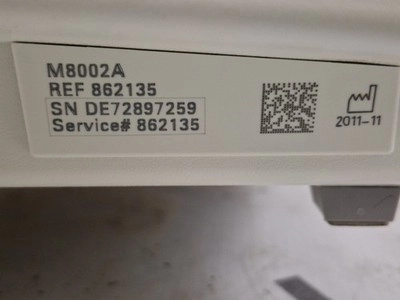 M8002A
REF 862135
SN DE72897259
Service# 862135
2011-11